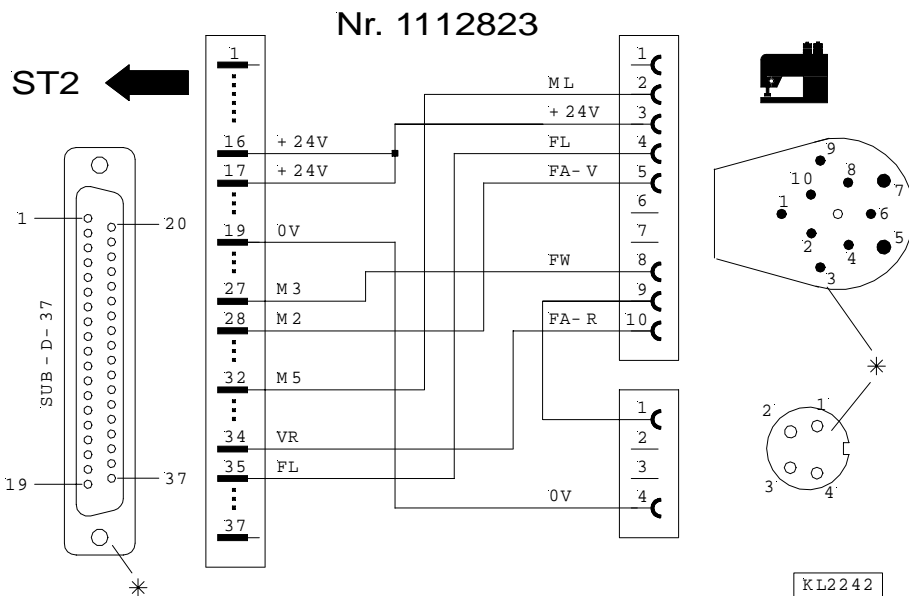 Nr. 1112823
ST2
SUB-D-37
1
20
19
37
1
16 +24V
17 +24V
19 0V
27 M3
28 M2
32 M5
34 VR
35 FL
37
1
ML 2
+24V 3
FL 4
FA-V 5
6
7
FW 8
9
FA-R 10
1
2
3
0V 4
9
10 8 7
1 6
2 4 5
3
2 1
3 4
KL2242